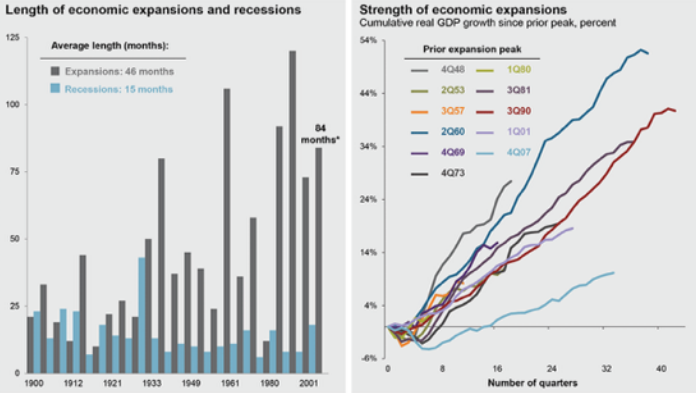 Length of economic expansions and recessions
125
100
75
50
25
0
Average length (months):
Expansions: 46 months
Recessions: 15 months
84
months*
1900 1912 1921 1933 1949 1961 1980 2001
Strength of economic expansions
Cumulative real GDP growth since prior peak, percent
54%
44%
34%
24%
14%
4%
-6%
Prior expansion peak
4Q48 1Q80
2Q53 3Q81
3Q57 3Q90
2Q60 1Q01
4Q69 4Q07
4Q73
0 8 16 24 32 40
Number of quarters